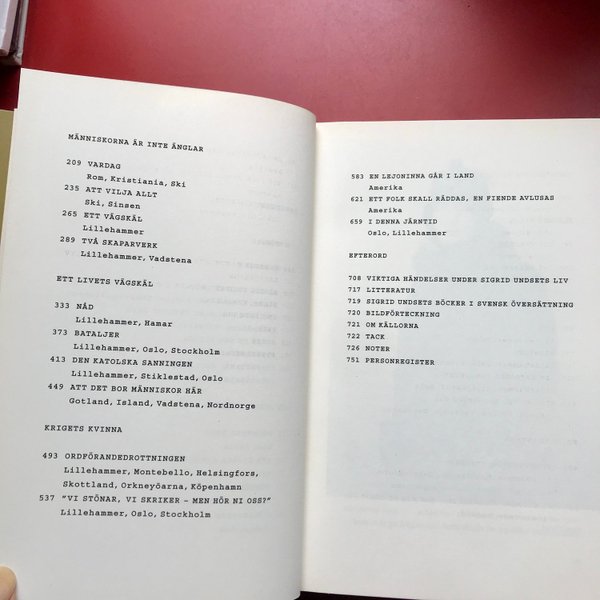 MÄNNISKORNA ÄR INTE ÄNGLAR
209 VARDAG
Rom, Kristiania, Ski
235 ATT VILJA ALLT
Ski, Sinsen
265 ETT VÄGSKÄL
Lillehammer
289 TVÅ SKAPARVERK
Lillehammer, Vadstena
ETT LIVETS VÄGSKÄL
333 NÅD
Lillehammer, Hamar
373 BATALJER
Lillehammer, Oslo, Stockholm
413 DEN KATOLSKA SANNINGEN
Lillehammer, Stiklestad, Oslo
449 ATT DET BOR MÄNNISKOR HÄR
Gotland, Island, Vadstena, Nordnorge
KRIGETS KVINNA
493 ORDFÖRANDEDROTTNINGEN
Lillehammer, Montebello, Helsingfors,
Skottland, Orkneyöarna, Köpenhamn
537 "VI STÖNAR, VI SKRIKER – MEN HÖR NI OSS?"
Lillehammer, Oslo, Stockholm
583 EN LEJONINNA GÅR I LAND
Amerika
621 ETT FOLK SKALL RÄDDAS, EN FIENDE AVLUSAS
Amerika
659 I DENNA JÄRNTID
Oslo, Lillehammer
EFTERORD
708 VIKTIGA HÄNDELSER UNDER SIGRID UNDSETS LIV
717 LITTERATUR
719 SIGRID UNDSETS BÖCKER I SVENSK ÖVERSÄTTNING
720 BILDFÖRTECKNING
721 OM KÄLLORNA
722 TACK
726 NOTER
751 PERSONREGISTER